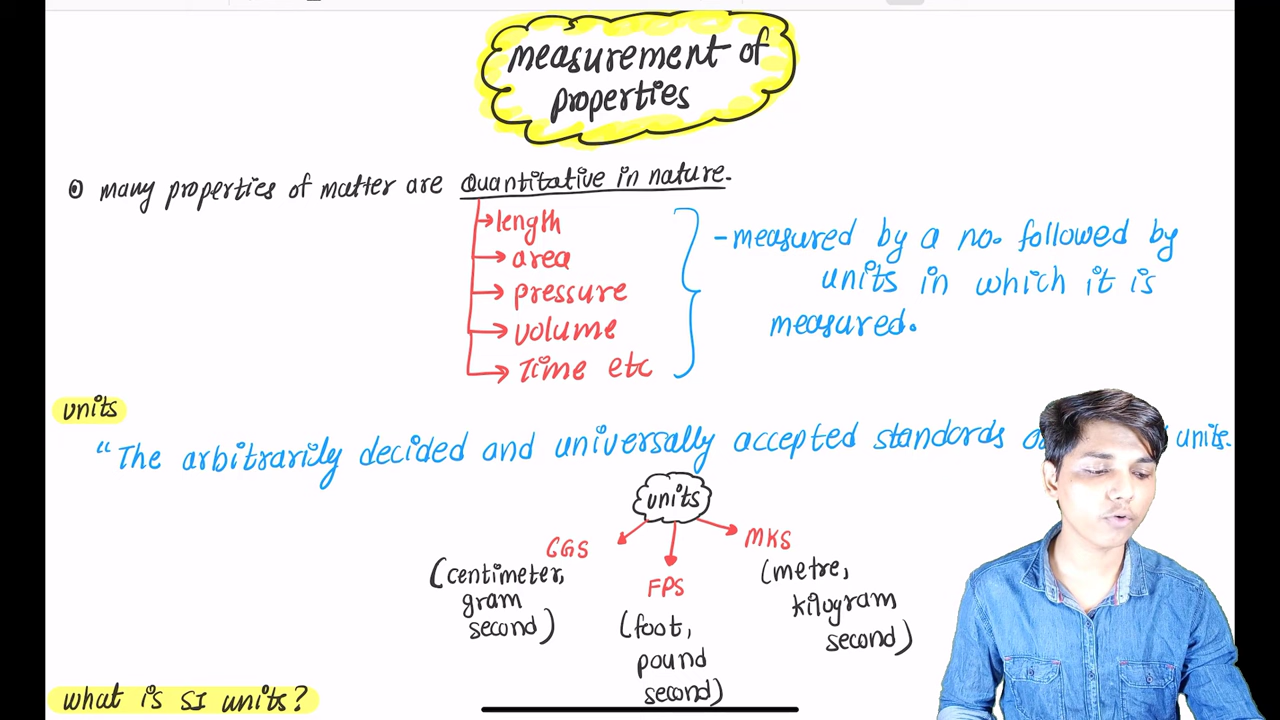 measurement of
properties
many properties of matter are Quantitative in nature.
length
area
pressure
volume
Time etc
-measured by a no. followed by
units in which it is
measured.
units
"The arbitrarily decided and universally accepted standards units.
units
CGS
(centimeter,
gram
second)
FPS
(foot,
pound
second)
MKS
(metre,
kilogram
second)
what is SI units?